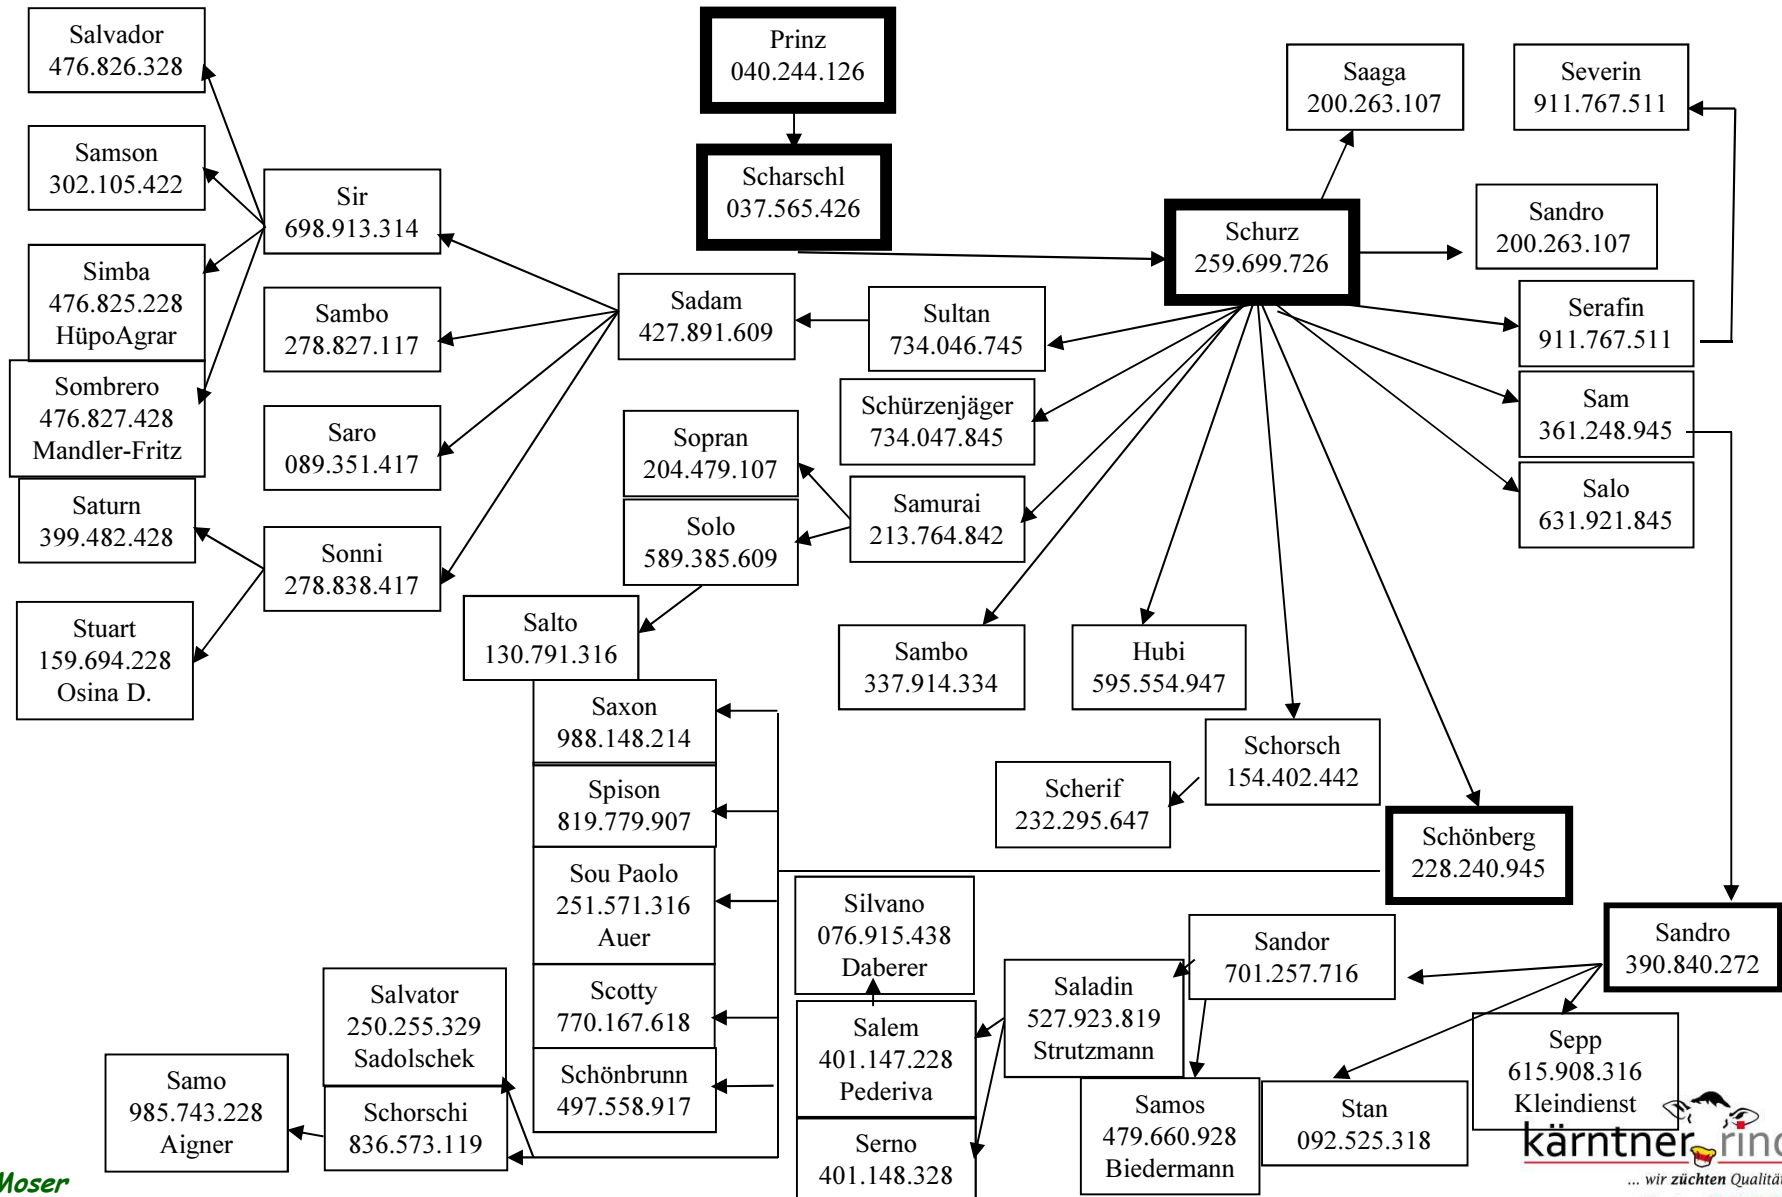 Salvador
476.826.328
Prinz
040.244.126
Saaga
200.263.107
Severin
911.767.511
Samson
302.105.422
Scharschl
037.565.426
Sir
698.913.314
Sandro
200.263.107
Schurz
259.699.726
Simba
476.825.228
HüpoAgrar
Sambo
278.827.117
Sadam
427.891.609
Sultan
734.046.745
Serafin
911.767.511
Sombrero
476.827.428
Mandler-Fritz
Schürzenjäger
734.047.845
Sam
361.248.945
Saro
089.351.417
Sopran
204.479.107
Salo
631.921.845
Saturn
399.482.428
Samurai
213.764.842
Solo
589.385.609
Sonni
278.838.417
Stuart
159.694.228
Osina D.
Salto
130.791.316
Sambo
337.914.334
Hubi
595.554.947
Saxon
988.148.214
Schorsch
154.402.442
Scherif
232.295.647
Spison
819.779.907
Schönberg
228.240.945
Sou Paolo
251.571.316
Auer
Silvano
076.915.438
Daberer
Sandor
701.257.716
Sandro
390.840.272
Salvator
250.255.329
Sadolschek
Scotty
770.167.618
Saladin
527.923.819
Strutzmann
Salem
401.147.228
Pederiva
Sepp
615.908.316
Kleindienst
Schönbrunn
497.558.917
Samo
985.743.228
Aigner
Schorschi
836.573.119
Samos
479.660.928
Biedermann
Stan
092.525.318
Serno
401.148.328
Moser
kärntner rind
... wir züchten Qualität